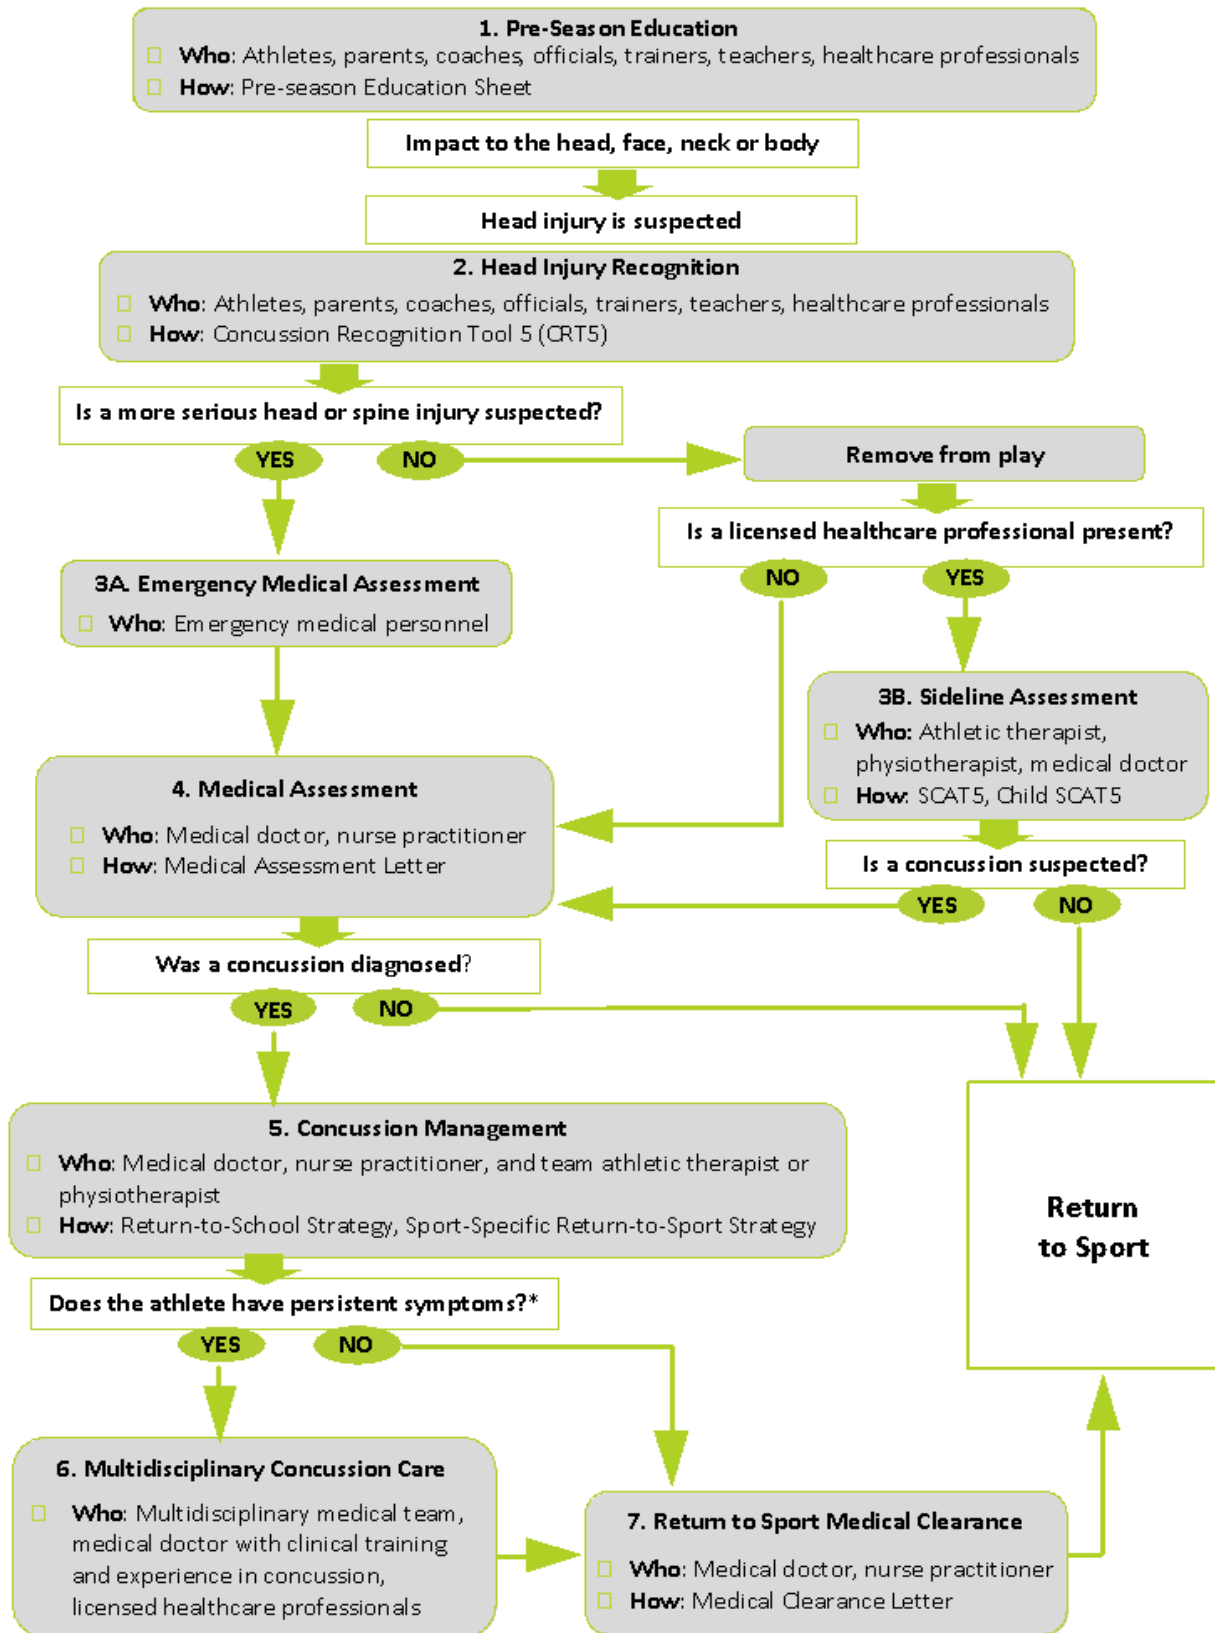 1. Pre-Season Education
Who: Athletes, parents, coaches, officials, trainers, teachers, healthcare professionals
How: Pre-season Education Sheet
Impact to the head, face, neck or body
Head injury is suspected
2. Head Injury Recognition
Who: Athletes, parents, coaches, officials, trainers, teachers, healthcare professionals
How: Concussion Recognition Tool 5 (CRT5)
Is a more serious head or spine injury suspected?
YES
NO
Remove from play
Is a licensed healthcare professional present?
NO
YES
3A. Emergency Medical Assessment
Who: Emergency medical personnel
3B. Sideline Assessment
Who: Athletic therapist,
physiotherapist, medical doctor
How: SCAT5, Child SCAT5
4. Medical Assessment
Who: Medical doctor, nurse practitioner
How: Medical Assessment Letter
Is a concussion suspected?
YES
NO
Was a concussion diagnosed?
YES
NO
5. Concussion Management
Who: Medical doctor, nurse practitioner, and team athletic therapist or
physiotherapist
How: Return-to-School Strategy, Sport-Specific Return-to-Sport Strategy
Return
to Sport
Does the athlete have persistent symptoms?*
YES
NO
6. Multidisciplinary Concussion Care
Who: Multidisciplinary medical team,
medical doctor with clinical training
and experience in concussion,
licensed healthcare professionals
7. Return to Sport Medical Clearance
Who: Medical doctor, nurse practitioner
How: Medical Clearance Letter